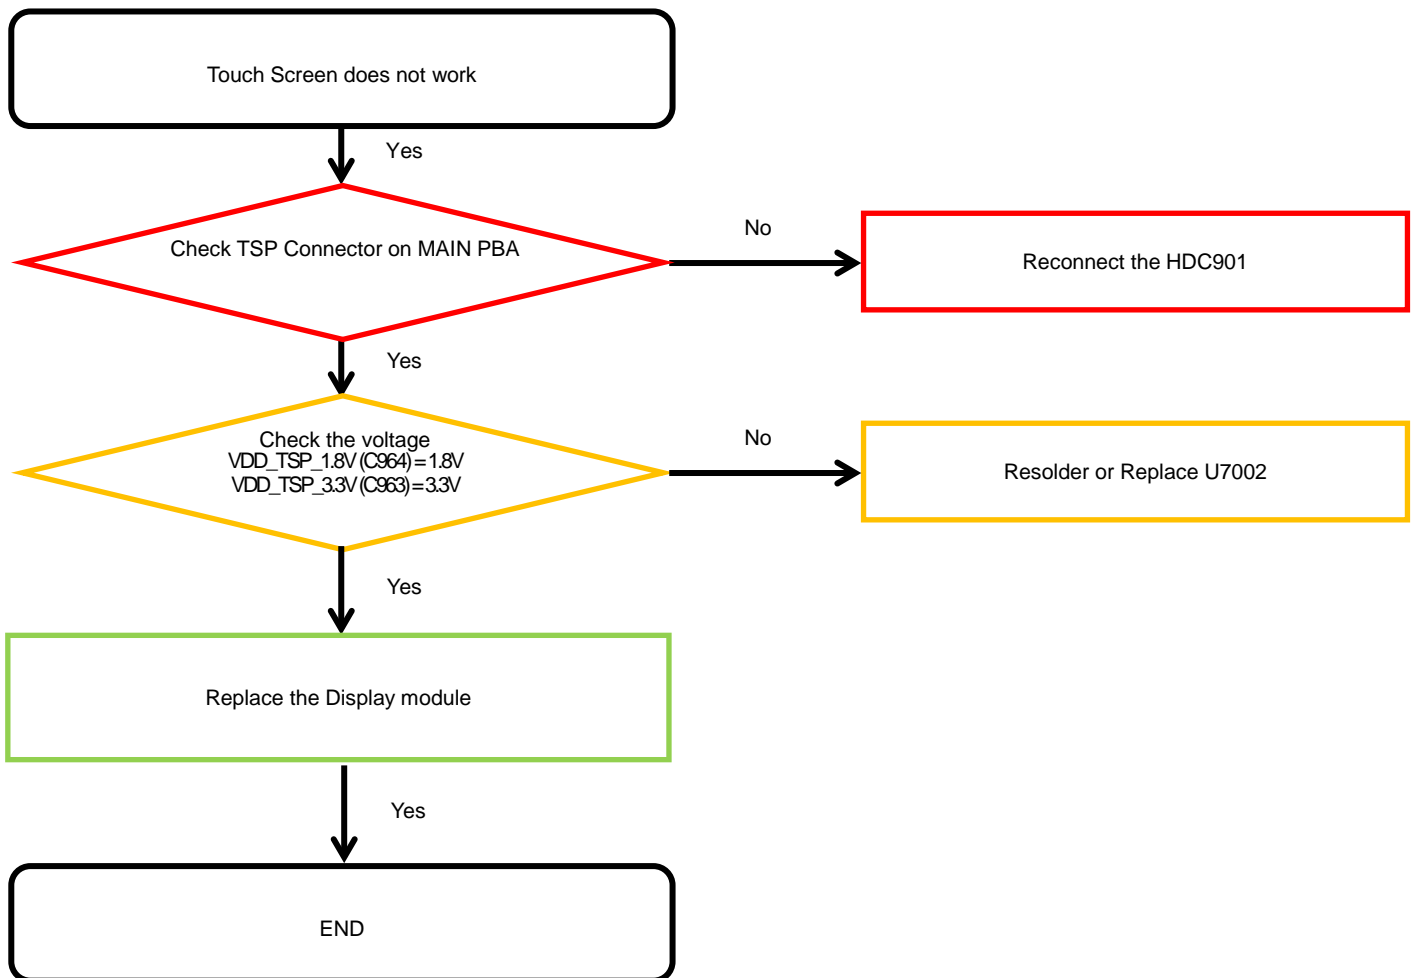 Touch Screen does not work
Yes
Check TSP Connector on MAIN PBA
No
Reconnect the HDC901
Yes
Check the voltage
VDD_TSP_1.8V (C964) = 1.8V
VDD_TSP_3.3V (C963) = 3.3V
No
Resolder or Replace U7002
Yes
Replace the Display module
Yes
END